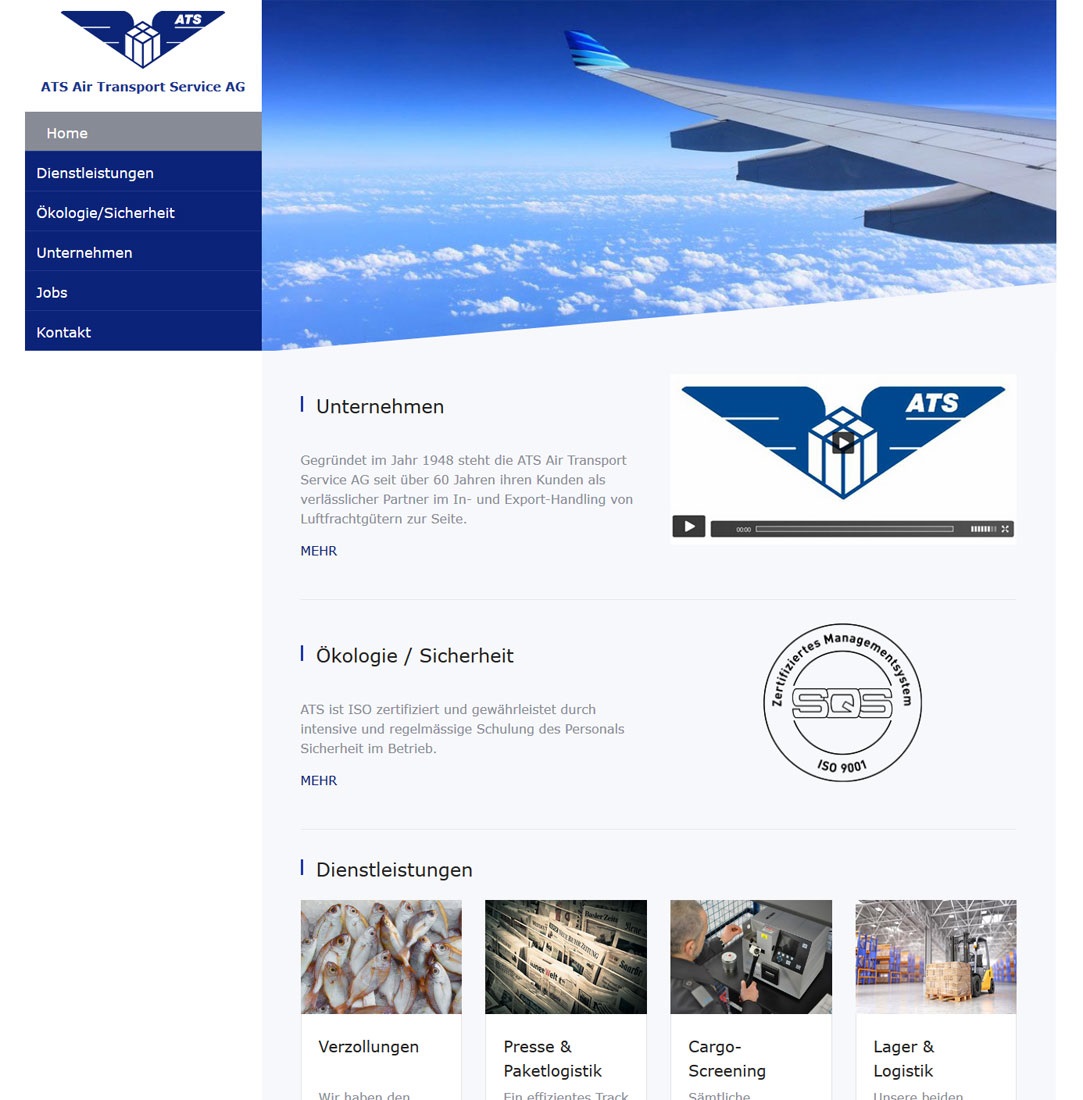 ATS
ATS Air Transport Service AG
Home
Dienstleistungen
Ökologie/Sicherheit
Unternehmen
Jobs
Kontakt
Unternehmen
Gegründet im Jahr 1948 steht die ATS Air Transport
Service AG seit über 60 Jahren ihren Kunden als
verlässlicher Partner im In- und Export-Handling von
Luftfrachtgütern zur Seite.
MEHR
ATS
00:00
Ökologie / Sicherheit
ATS ist ISO zertifiziert und gewährleistet durch
intensive und regelmässige Schulung des Personals
Sicherheit im Betrieb.
MEHR
Zertifiziertes Managementsystem
SQS
ISO 9001
Dienstleistungen
Basler Zeitung
Verzollungen
Wir haben den
Presse &
Paketlogistik
Ein effizientes Track
Cargo-
Screening
Sämtliche
Lager &
Logistik
Unsere beiden